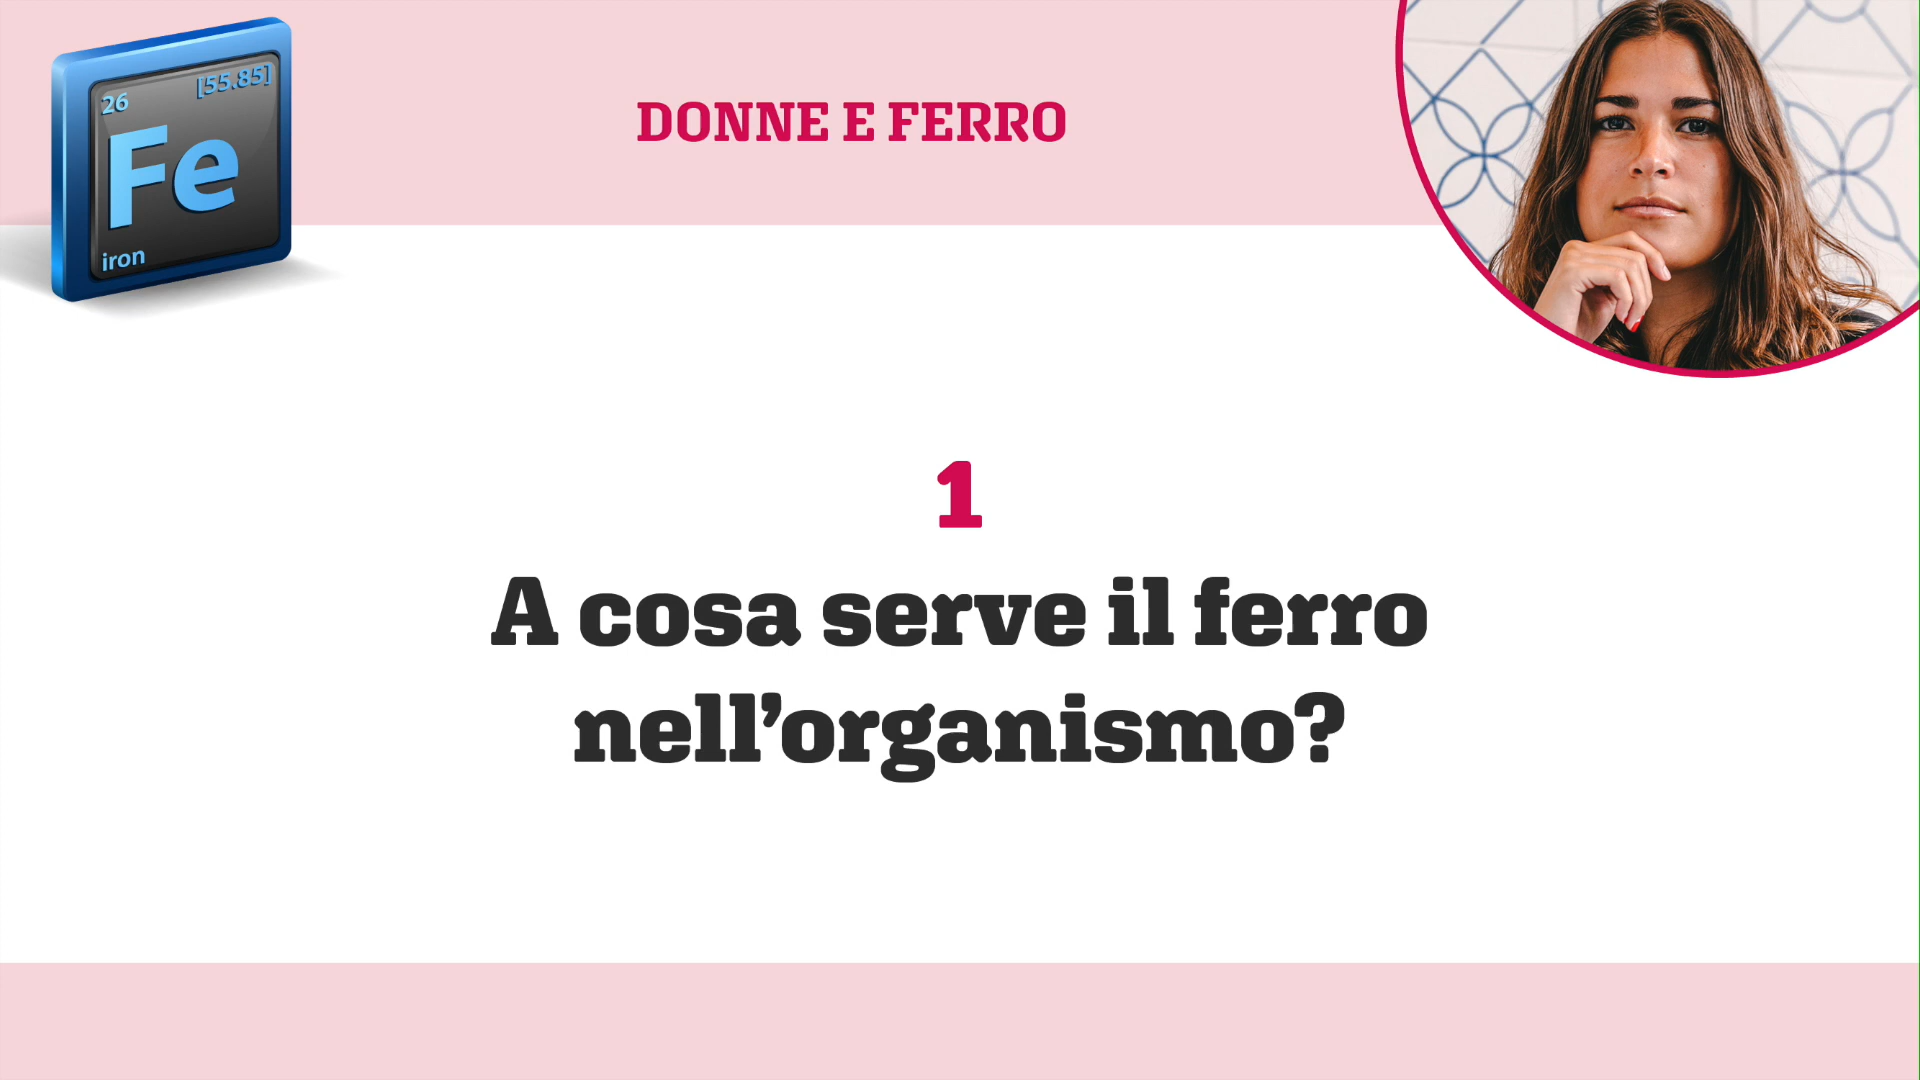 26
[55.85]
Fe
iron
DONNE E FERRO
1
A cosa serve il ferro
nell’organismo?